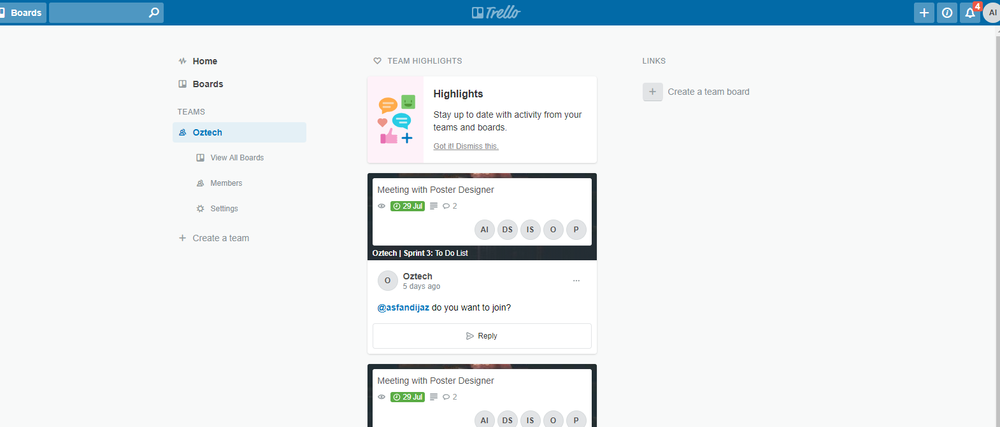 Boards
Trello
4
AI
Home
Boards
TEAMS
Oztech
View All Boards
Members
Settings
Create a team
TEAM HIGHLIGHTS
Highlights
Stay up to date with activity from your
teams and boards.
Got it! Dismiss this.
Meeting with Poster Designer
29 Jul 2
AI DS IS O P
Oztech | Sprint 3: To Do List
O
Oztech
5 days ago
@asfandijaz do you want to join?
Reply
Meeting with Poster Designer
29 Jul 2
AI DS IS O P
LINKS
Create a team board